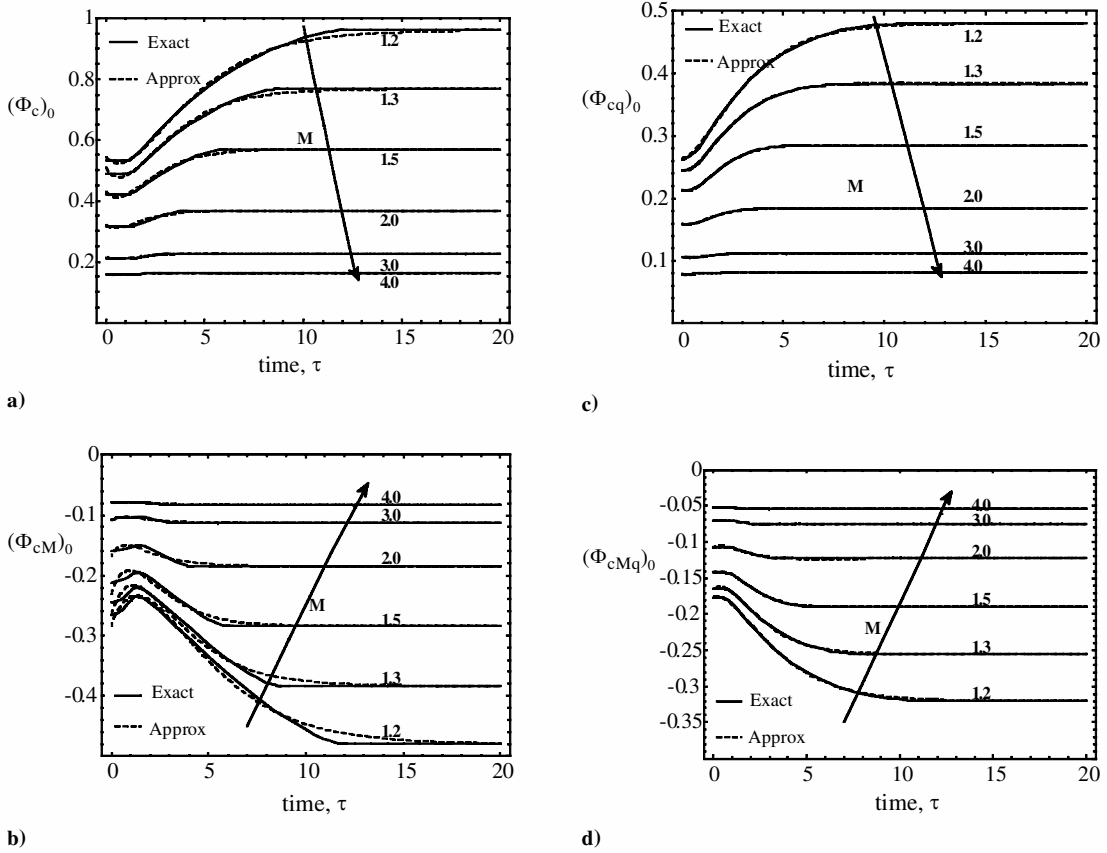 1
0.8
0.6
0.4
0.2
(Φc)0
Exact
Approx
1.2
1.3
M
1.5
2.0
3.0
4.0
0 5 10 15 20
time, τ
a)
0.5
0.4
0.3
0.2
0.1
(Φcq)0
Exact
Approx
1.2
1.3
1.5
M
2.0
3.0
4.0
0 5 10 15 20
time, τ
c)
0
-0.1
-0.2
-0.3
-0.4
(ΦcM)0
4.0
3.0
2.0
M
1.5
1.3
1.2
Exact
Approx
0 5 10 15 20
time, τ
b)
0
-0.05
-0.1
-0.15
-0.2
-0.25
-0.3
-0.35
(ΦcMq)0
4.0
3.0
2.0
1.5
M
1.3
1.2
Exact
Approx
0 5 10 15 20
time, τ
d)